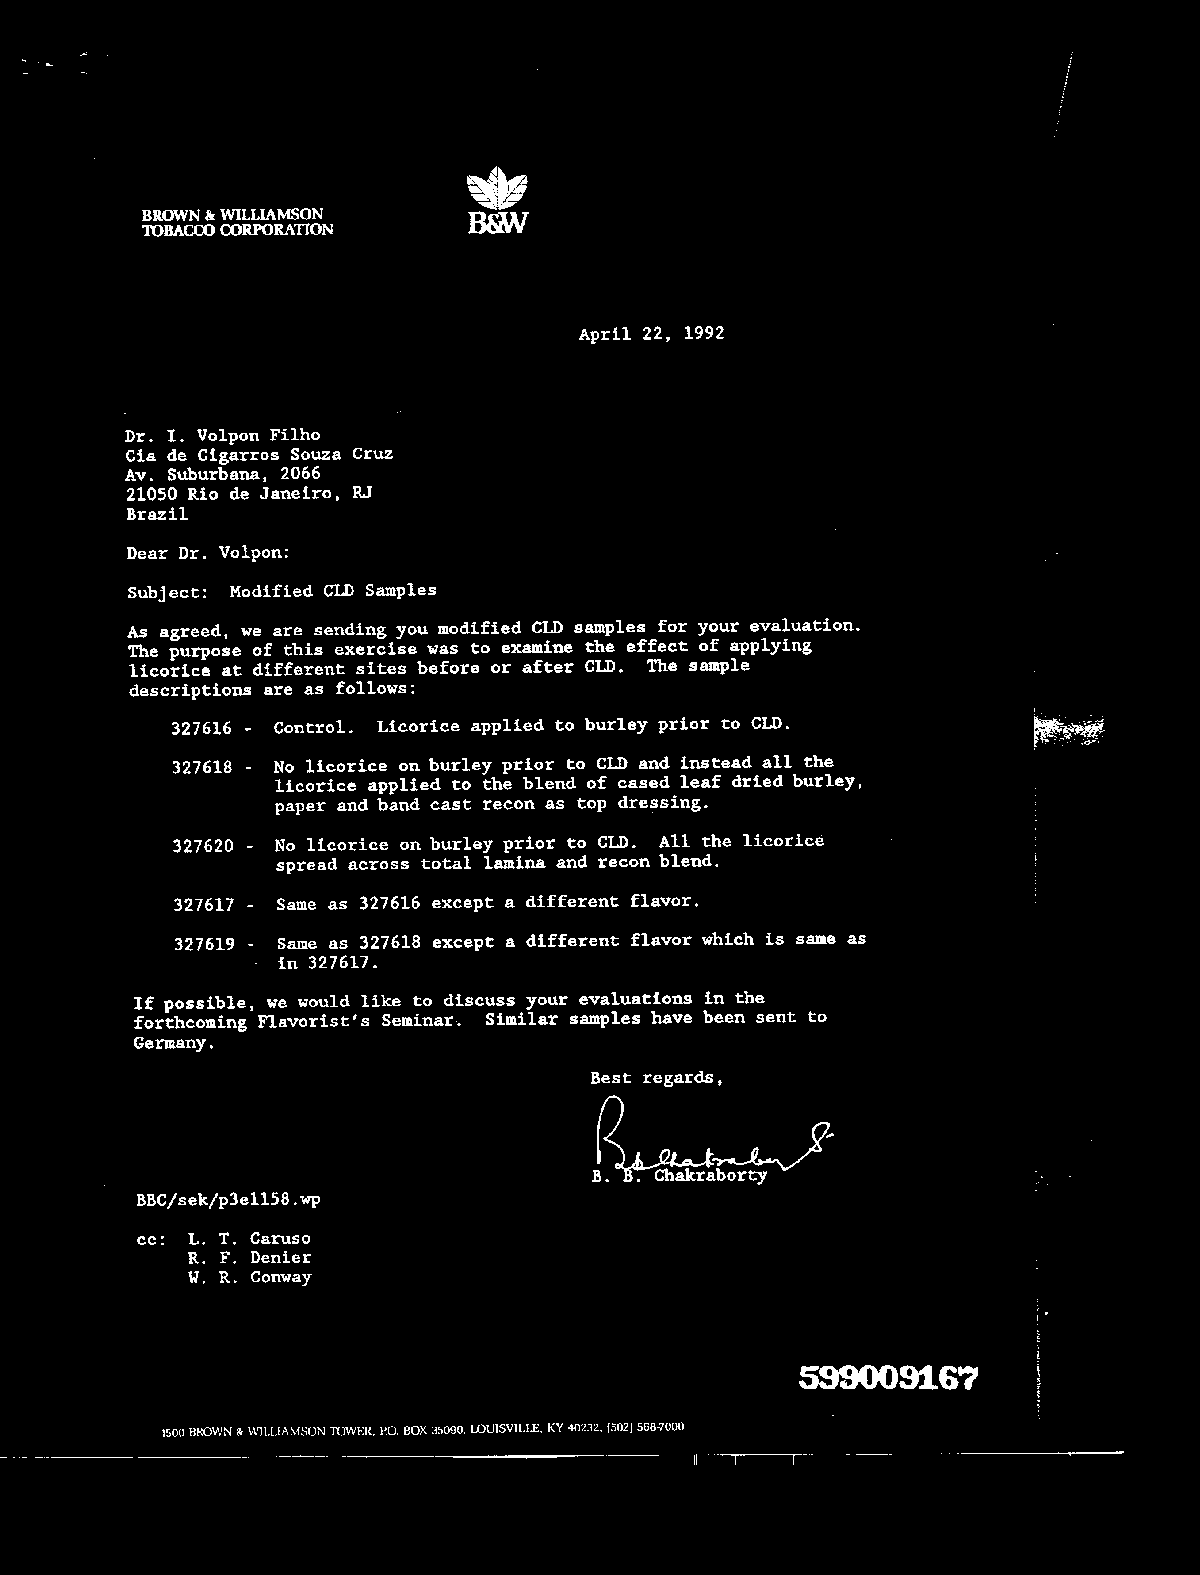 BROWN & WILLIAMSON
TOBACCO CORPORATION
B&W
April 22, 1992
Dr. I. Volpon Filho
Cia de Cigarros Souza Cruz
Av. Suburbana, 2066
21050 Rio de Janeiro, RJ
Brazil
Dear Dr. Volpon:
Subject: Modified CLD Samples
As agreed, we are sending you modified CLD samples for your evaluation.
The purpose of this exercise was to examine the effect of applying
licorice at different sites before or after CLD. The sample
descriptions are as follows:
327616 - Control. Licorice applied to burley prior to CLD.
327618 - No licorice on burley prior to CLD and instead all the
licorice applied to the blend of cased leaf dried burley,
paper and band cast recon as top dressing.
327620 - No licorice on burley prior to CLD. All the licorice
spread across total lamina and recon blend.
327617 - Same as 327616 except a different flavor.
327619 - Same as 327618 except a different flavor which is same as
in 327617.
If possible, we would like to discuss your evaluations in the
forthcoming Flavorist's Seminar. Similar samples have been sent to
Germany.
Best regards,
B. B. Chakraborty
BBC/sek/p3e1158.wp
cc: L. T. Caruso
R. F. Denier
W. R. Conway
599009167
1500 BROWN & WILLIAMSON TOWER, P.O. BOX 35090, LOUISVILLE, KY 40232, (502) 568-7000